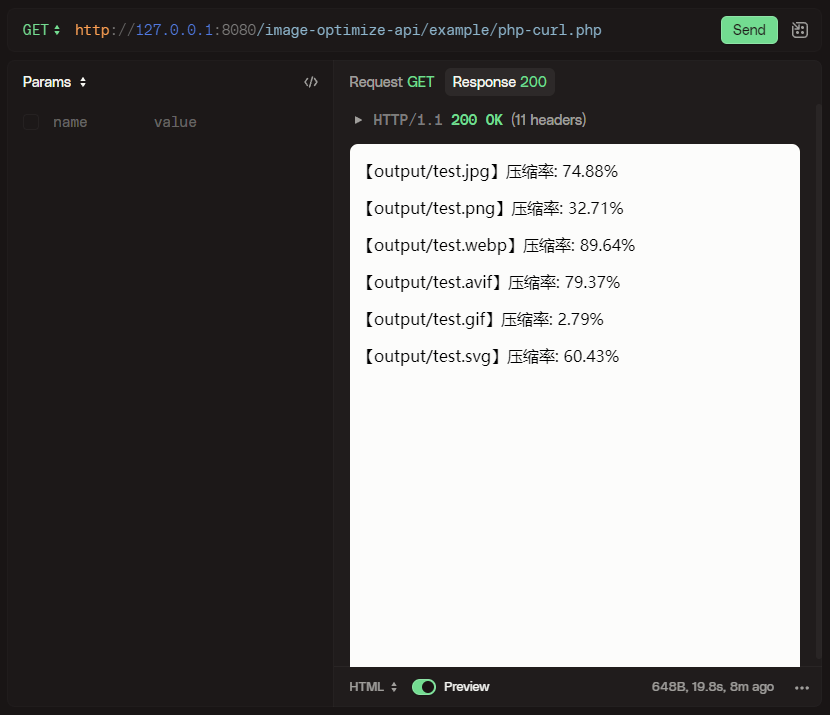 GET http://127.0.0.1:8080/image-optimize-api/example/php-curl.php Send
Params </>
name value
Request GET Response 200
HTTP/1.1 200 OK (11 headers)
【output/test.jpg】压缩率: 74.88%
【output/test.png】压缩率: 32.71%
【output/test.webp】压缩率: 89.64%
【output/test.avif】压缩率: 79.37%
【output/test.gif】压缩率: 2.79%
【output/test.svg】压缩率: 60.43%
HTML Preview 648B, 19.8s, 8m ago